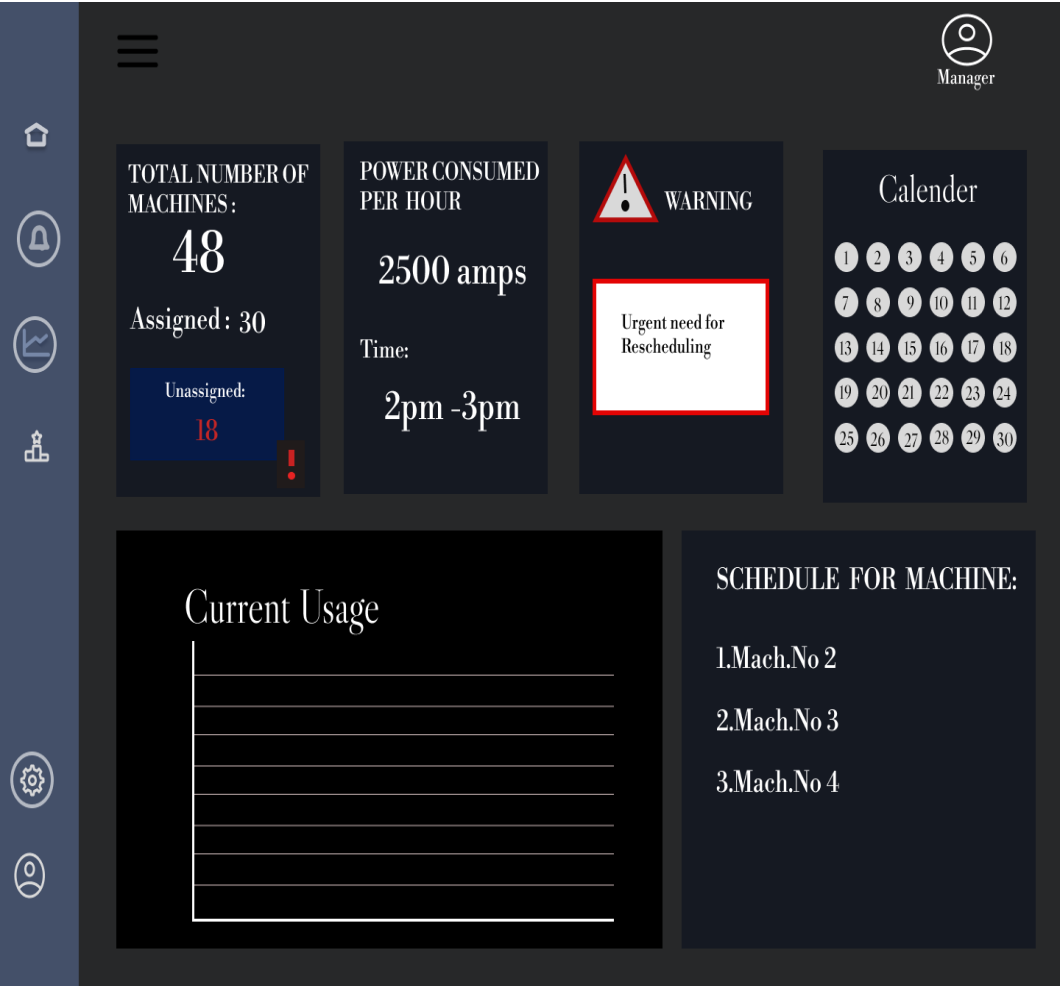 Manager
TOTAL NUMBER OF
MACHINES :
48
Assigned : 30
Unassigned:
18
!
POWER CONSUMED
PER HOUR
2500 amps
Time:
2pm -3pm
! WARNING
Urgent need for
Rescheduling
Calender
1 2 3 4 5 6
7 8 9 10 11 12
13 14 15 16 17 18
19 20 21 22 23 24
25 26 27 28 29 30
Current Usage
SCHEDULE FOR MACHINE:
1.Mach.No 2
2.Mach.No 3
3.Mach.No 4